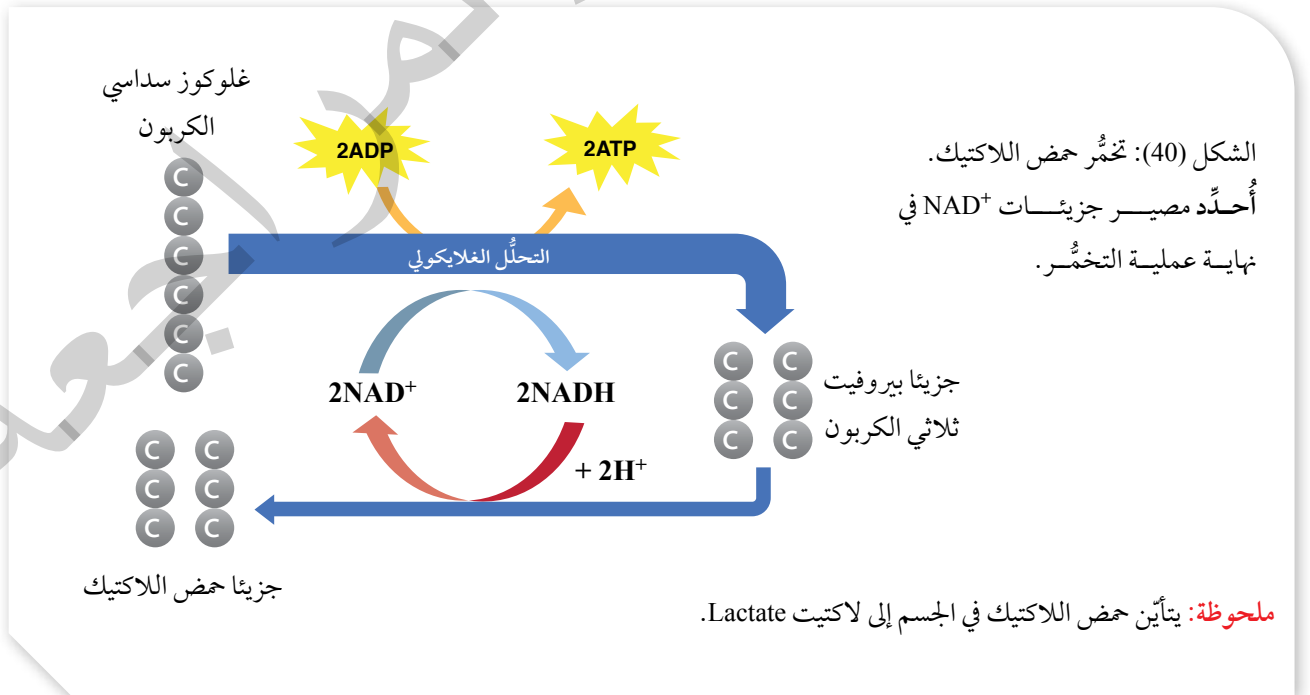 غلوكوز سداسي
الكربون
2ADP
2ATP
الشكل (40): تخمُّر حمض اللاكتيك.
أُحدِّد مصير جزيئات NAD⁺ في
نهاية عملية التخمُّر.
C
C
C
C
C
C
التحلُّل الغلايكولي
2NAD⁺
2NADH
+ 2H⁺
C C
C C
C C
جزيئا بيروفيت
ثلاثي الكربون
C C
C C
C C
جزيئا حمض اللاكتيك
ملحوظة: يتأيّن حمض اللاكتيك في الجسم إلى لاكتيت Lactate.